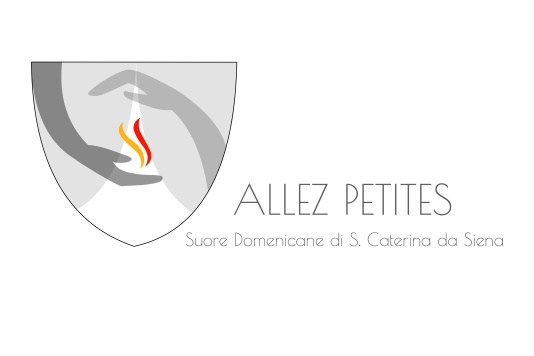 ALLEZ PETITES
Suore Domenicane di S. Caterina da Siena